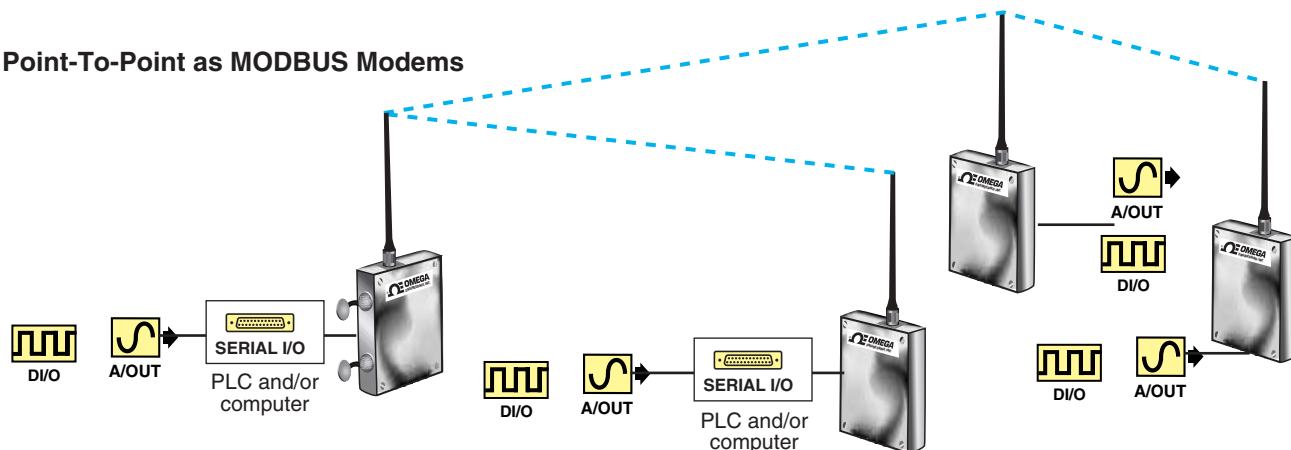 Point-To-Point as MODBUS Modems
OMEGA
A/OUT
DI/O
OMEGA
OMEGA
DI/O
A/OUT
SERIAL I/O
PLC and/or
computer
OMEGA
DI/O
A/OUT
SERIAL I/O
PLC and/or
computer
DI/O
A/OUT